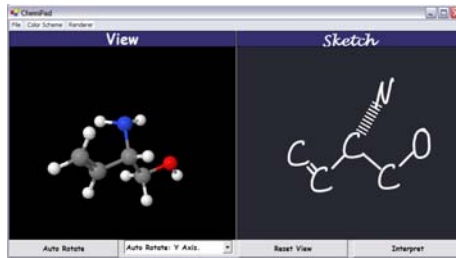 ChemPad
File Color Scheme Renderer
View
Sketch
N
C
C
O
C
C
Auto Rotate
Auto Rotate: Y Axis.
Reset View
Interpret